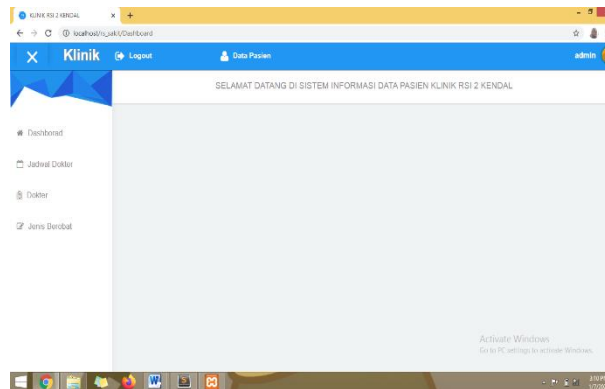 KLINIK RSI 2 KENDAL
localhost/rs_sakit/Dashboard
Klinik
Logout
Data Pasien
admin
SELAMAT DATANG DI SISTEM INFORMASI DATA PASIEN KLINIK RSI 2 KENDAL
Dashborad
Jadwal Dokter
Dokter
Jenis Berobat
Activate Windows
Go to PC settings to activate Windows.